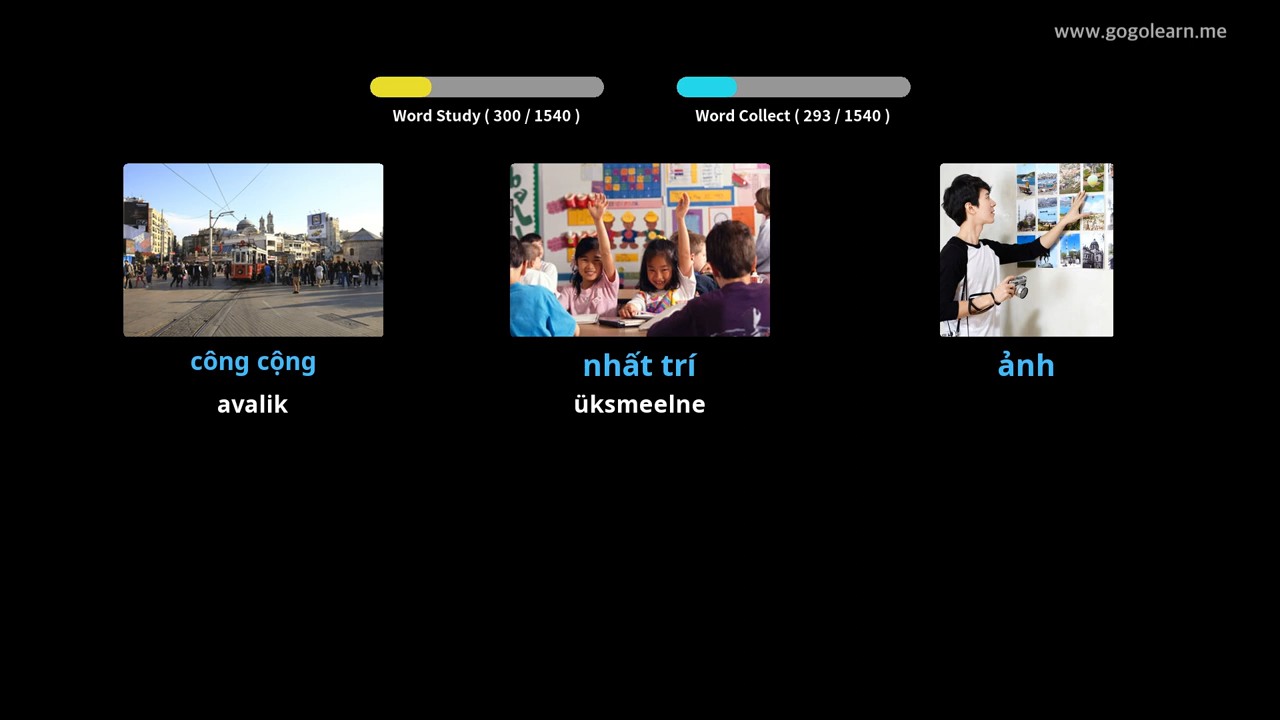 www.gogolearn.me
Word Study ( 300 / 1540 )
Word Collect ( 293 / 1540 )
công cộng
nhất trí
ảnh
avalik
üksmeelne